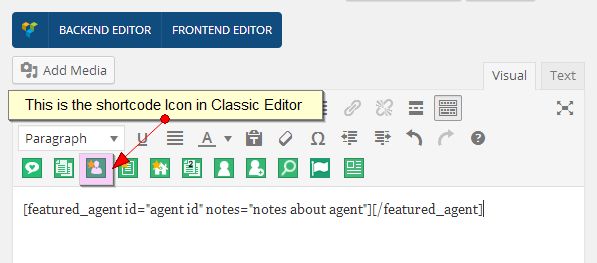 BACKEND EDITOR FRONTEND EDITOR
Add Media
Visual Text
This is the shortcode Icon in Classic Editor
Paragraph U A T Ω ?
2
[featured_agent id="agent id" notes="notes about agent"][/featured_agent]